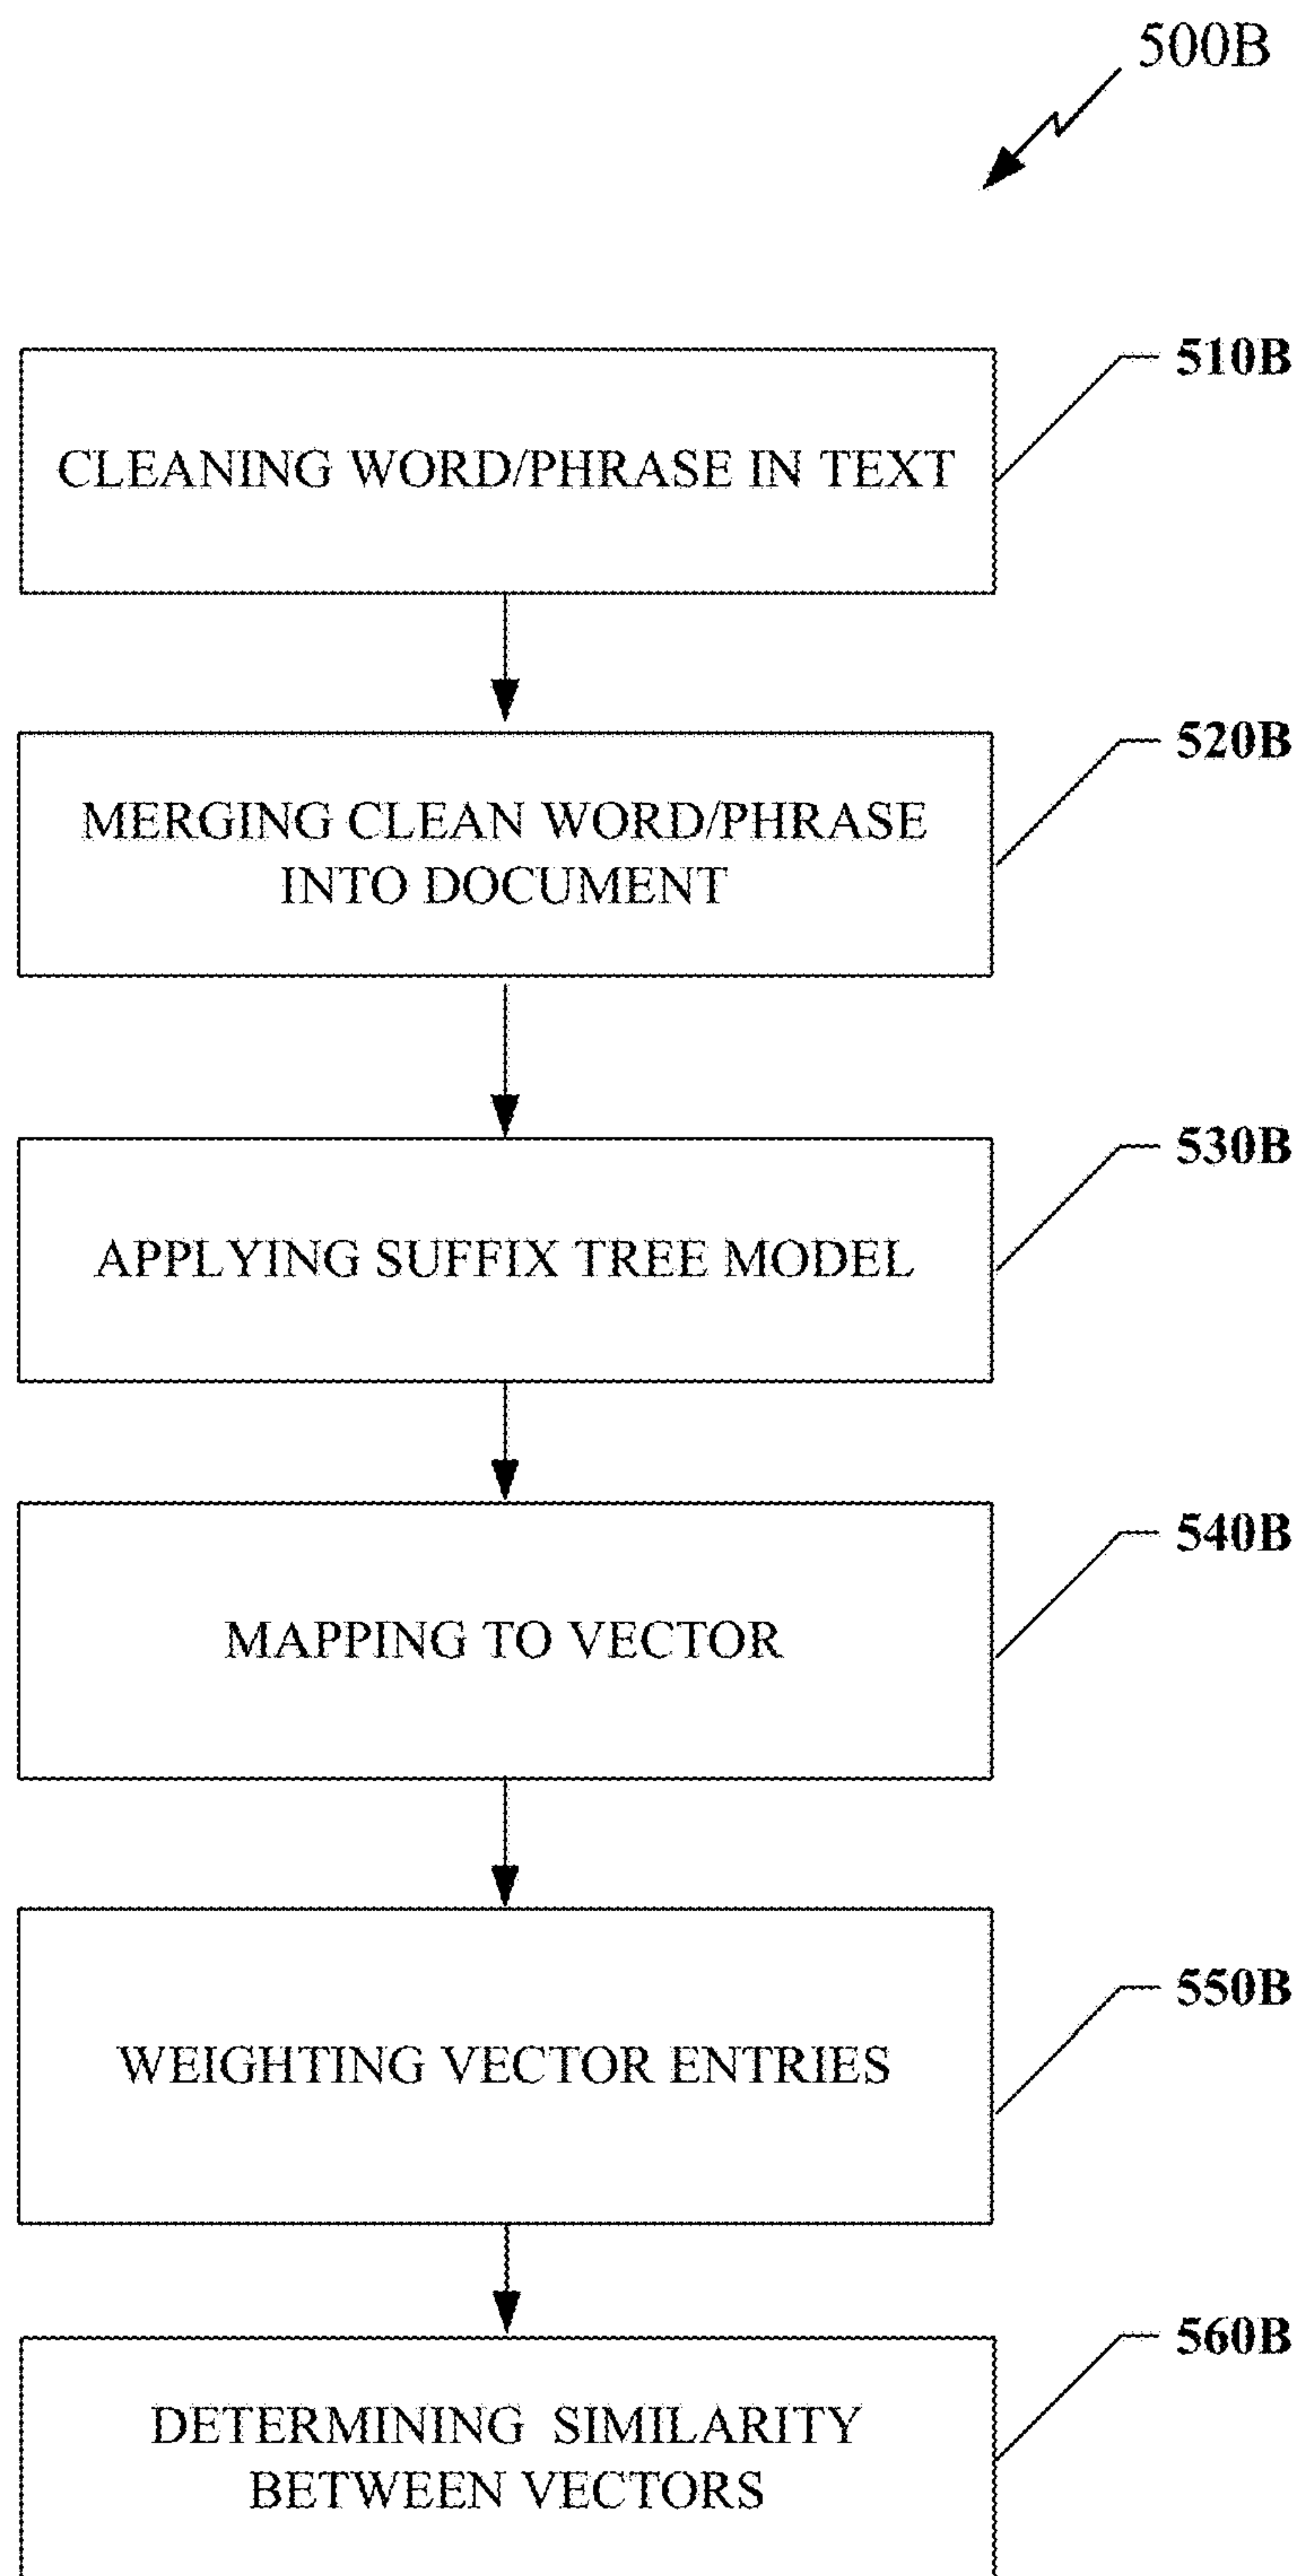 500B
510B
CLEANING WORD/PHRASE IN TEXT
520B
MERGING CLEAN WORD/PHRASE
INTO DOCUMENT
530B
APPLYING SUFFIX TREE MODEL
540B
MAPPING TO VECTOR
550B
WEIGHTING VECTOR ENTRIES
560B
DETERMINING SIMILARITY
BETWEEN VECTORS